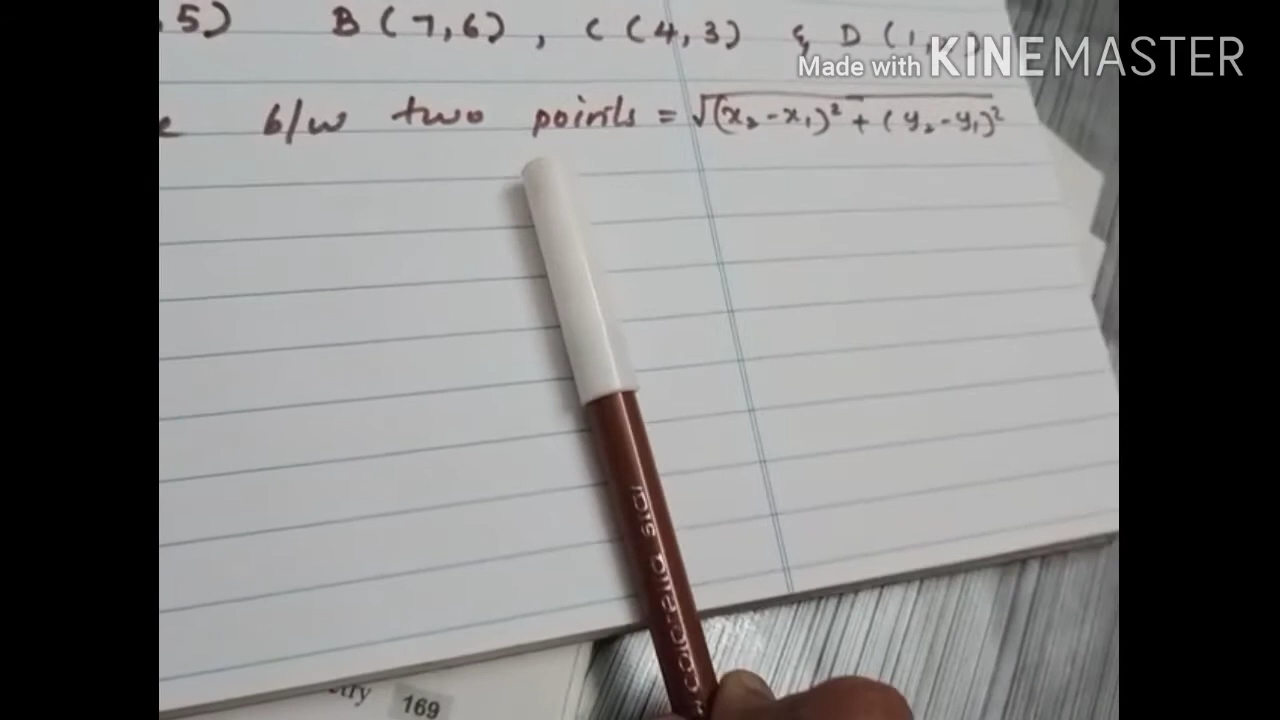 5) B (7,6), C (4,3) & D (1,
Made with KINEMASTER
b/w two points = √(x₂-x₁)² + (y₂-y₁)²
169